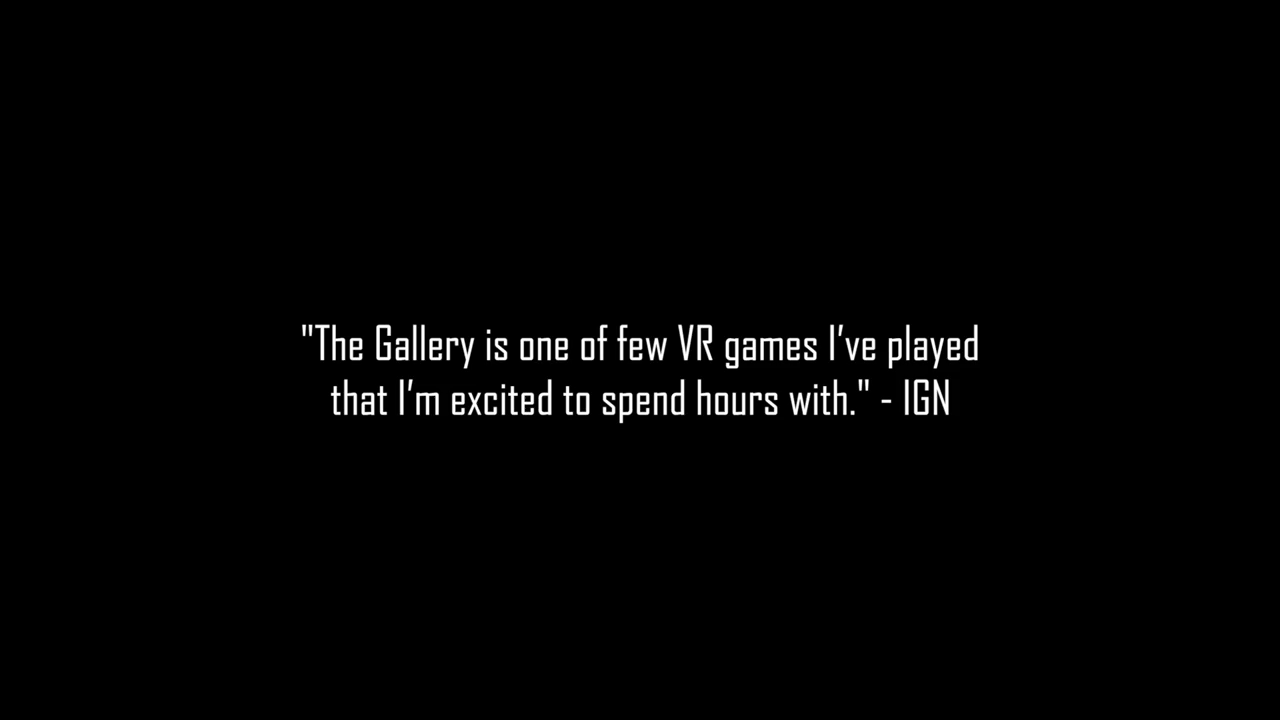 "The Gallery is one of few VR games I’ve played
that I’m excited to spend hours with." - IGN